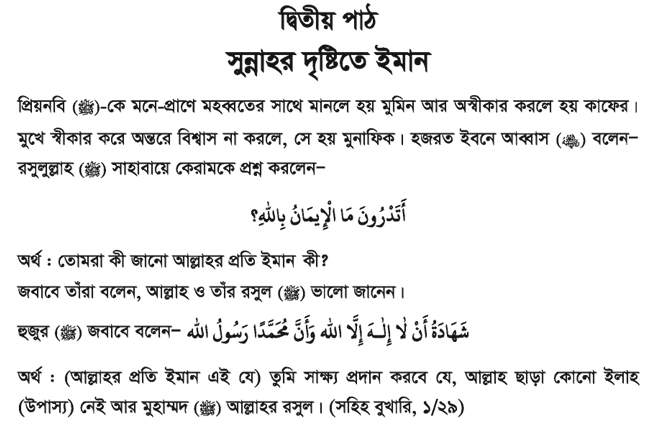 দ্বিতীয় পাঠ
সুন্নাহর দৃষ্টিতে ইমান
প্রিয়নবি (ﷺ)-কে মনে-প্রাণে মহব্বতের সাথে মানলে হয় মুমিন আর অস্বীকার করলে হয় কাফের।
মুখে স্বীকার করে অন্তরে বিশ্বাস না করলে, সে হয় মুনাফিক। হজরত ইবনে আব্বাস () বলেন–
রসুলুল্লাহ (ﷺ) সাহাবায়ে কেরামকে প্রশ্ন করলেন–
أَتَدْرُونَ مَا الْإِيمَانُ بِاللهِ؟
অর্থ : তোমরা কী জানো আল্লাহর প্রতি ইমান কী?
জবাবে তাঁরা বলেন, আল্লাহ ও তাঁর রসুল (ﷺ) ভালো জানেন।
হুজুর (ﷺ) জবাবে বলেন– شَهَادَةُ أَنْ لَا إِلَـهَ إِلَّا الله وَأَنَّ مُحَمَّدًا رَسُولُ الله
অর্থ : (আল্লাহর প্রতি ইমান এই যে) তুমি সাক্ষ্য প্রদান করবে যে, আল্লাহ ছাড়া কোনো ইলাহ
(উপাস্য) নেই আর মুহাম্মদ (ﷺ) আল্লাহর রসুল। (সহিহ বুখারি, ১/২৯)